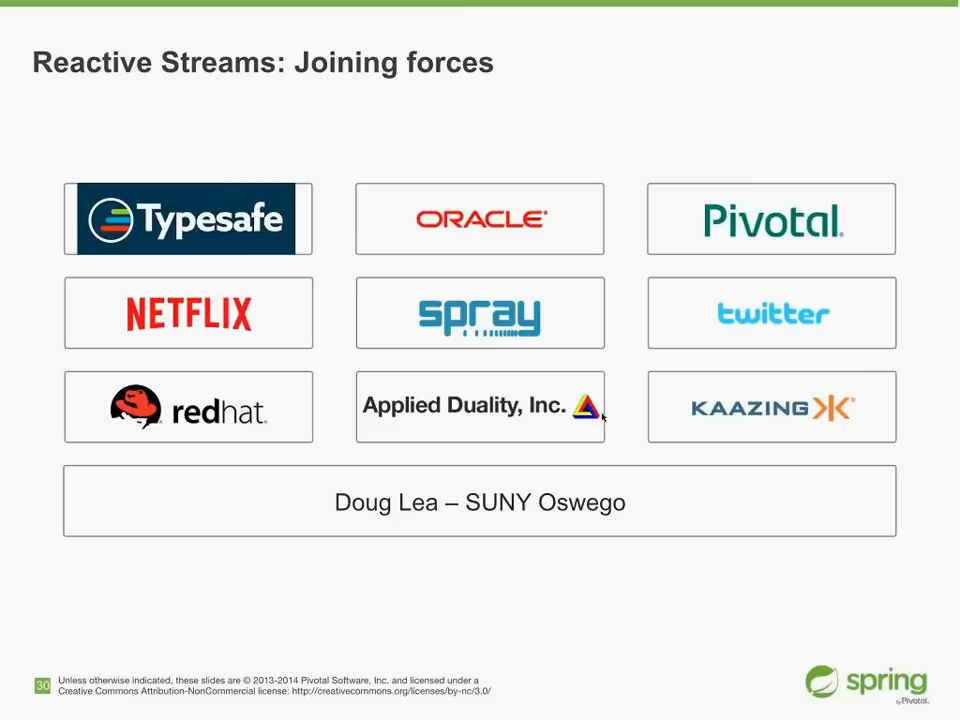 Reactive Streams: Joining forces
Typesafe
ORACLE®
Pivotal.
NETFLIX
spray
twitter
redhat.
Applied Duality, Inc.
KAAZING®
Doug Lea – SUNY Oswego
30
Unless otherwise indicated, these slides are © 2013-2014 Pivotal Software, Inc. and licensed under a
Creative Commons Attribution-NonCommercial license: http://creativecommons.org/licenses/by-nc/3.0/
spring
by Pivotal.